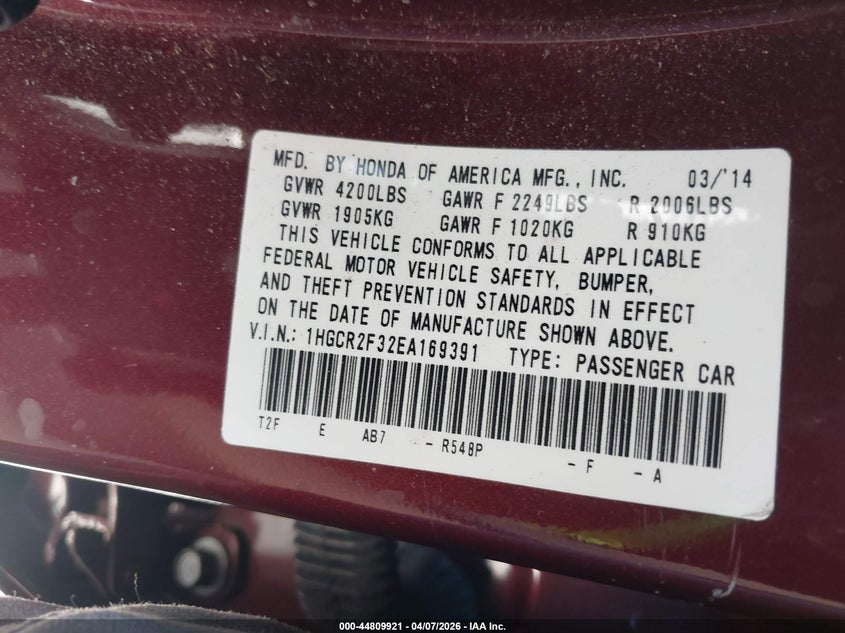 MFD. BY HONDA OF AMERICA MFG., INC. 03/'14
GVWR 4200LBS GAWR F 2249LBS R 2006LBS
GVWR 1905KG GAWR F 1020KG R 910KG
THIS VEHICLE CONFORMS TO ALL APPLICABLE
FEDERAL MOTOR VEHICLE SAFETY, BUMPER,
AND THEFT PREVENTION STANDARDS IN EFFECT
ON THE DATE OF MANUFACTURE SHOWN ABOVE.
V.I.N.: 1HGCR2F32EA169391 TYPE: PASSENGER CAR
T2F E AB7 - R548P - F - A
000-44809921 - 04/07/2026 - IAA Inc.